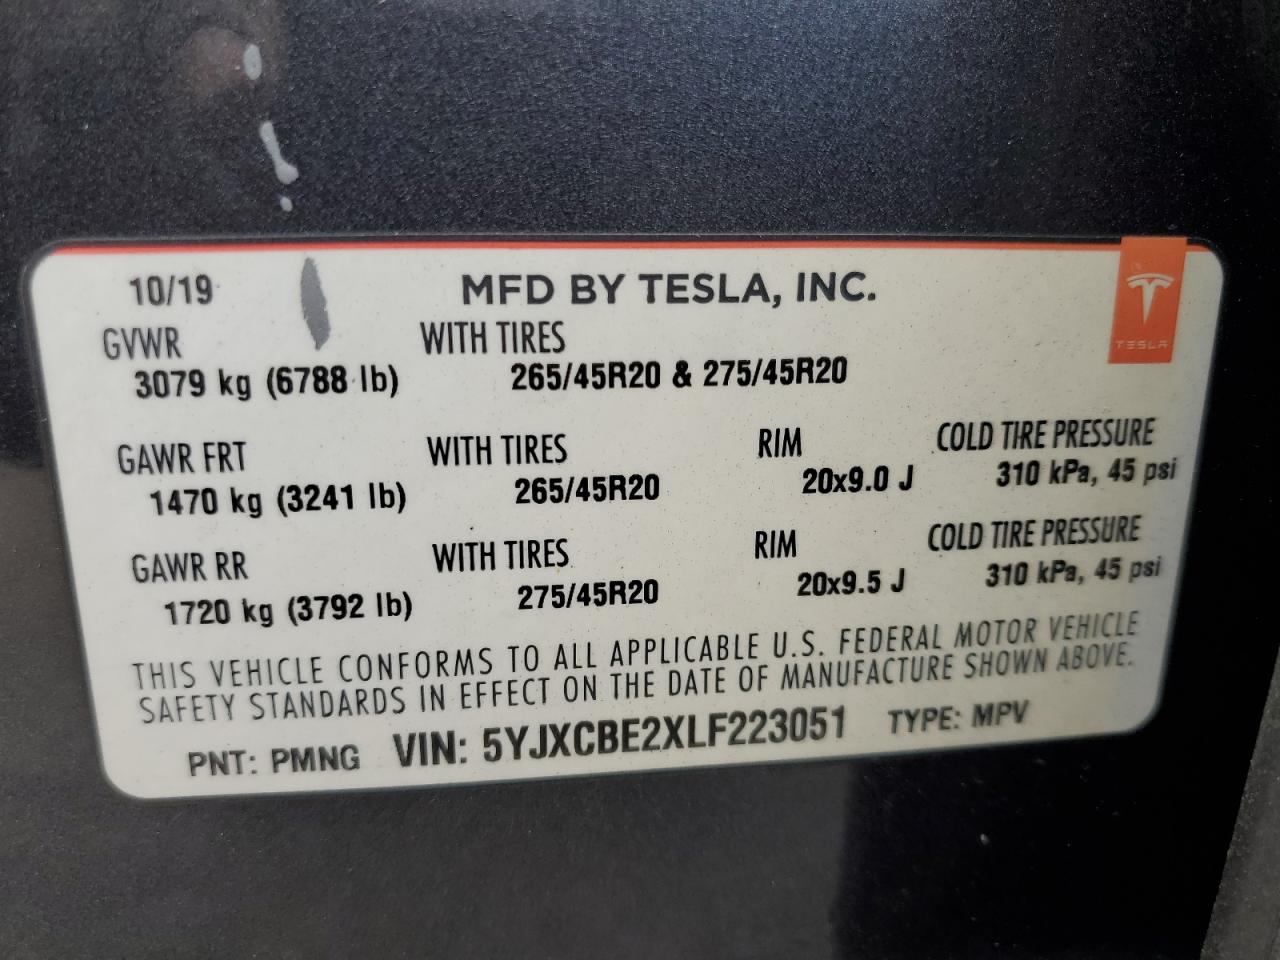 10/19 MFD BY TESLA, INC.
TESLA
GVWR WITH TIRES
3079 kg (6788 lb) 265/45R20 & 275/45R20
GAWR FRT WITH TIRES RIM COLD TIRE PRESSURE
1470 kg (3241 lb) 265/45R20 20x9.0 J 310 kPa, 45 psi
GAWR RR WITH TIRES RIM COLD TIRE PRESSURE
1720 kg (3792 lb) 275/45R20 20x9.5 J 310 kPa, 45 psi
THIS VEHICLE CONFORMS TO ALL APPLICABLE U.S. FEDERAL MOTOR VEHICLE
SAFETY STANDARDS IN EFFECT ON THE DATE OF MANUFACTURE SHOWN ABOVE.
PNT: PMNG VIN: 5YJXCBE2XLF223051 TYPE: MPV